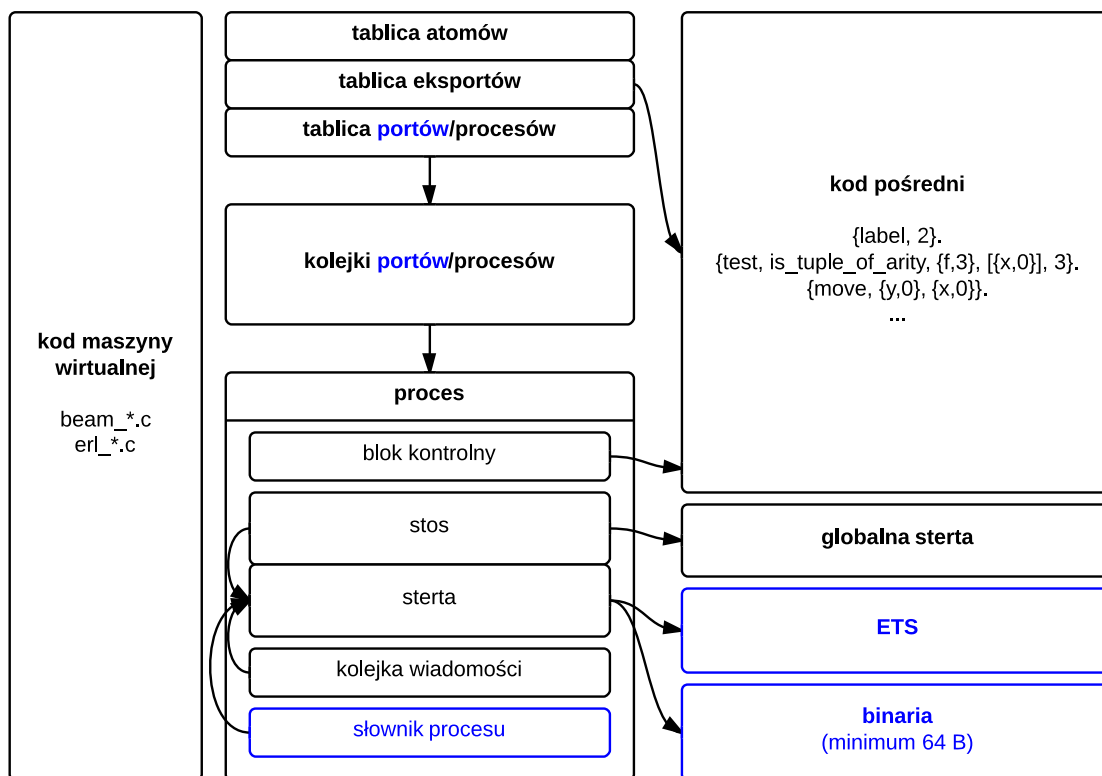 kod maszyny
wirtualnej
beam_*.c
erl_*.c
tablica atomów
tablica eksportów
tablica portów/procesów
kolejki portów/procesów
proces
blok kontrolny
stos
sterta
kolejka wiadomości
słownik procesu
kod pośredni
{label, 2}.
{test, is_tuple_of_arity, {f,3}, [{x,0}], 3}.
{move, {y,0}, {x,0}}.
...
globalna sterta
ETS
binaria
(minimum 64 B)